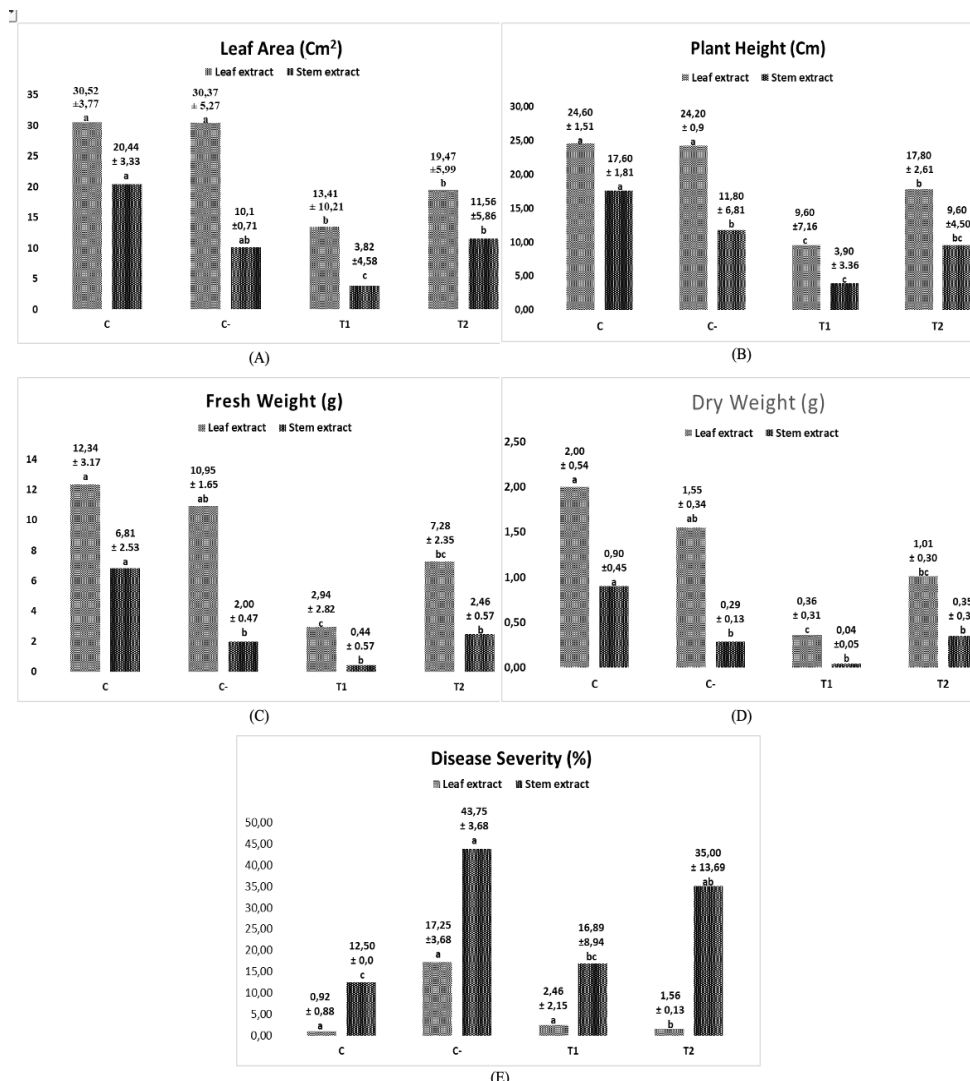 Leaf Area (Cm²)
Leaf extract Stem extract
35
30
25
20
15
10
5
0
30,52
±3,77
a
20,44
± 3,33
a
30,37
± 5,27
a
10,1
±0,71
ab
13,41
± 10,21
b
3,82
±4,58
c
19,47
±5,99
b
11,56
±5,86
b
C C- T1 T2
(A)
Plant Height (Cm)
Leaf extract Stem extract
30,00
25,00
20,00
15,00
10,00
5,00
0,00
24,60
± 1,51
a
17,60
± 1,81
a
24,20
± 0,9
a
11,80
± 6,81
b
9,60
±7,16
c
3,90
± 3.36
c
17,80
± 2,61
b
9,60
±4,50
bc
C C- T1 T2
(B)
Fresh Weight (g)
Leaf extract Stem extract
14
12
10
8
6
4
2
0
12,34
± 3.17
a
6,81
± 2.53
a
10,95
± 1.65
ab
2,00
± 0.47
b
2,94
± 2.82
c
0,44
± 0.57
b
7,28
± 2.35
bc
2,46
± 0.57
b
C C- T1 T2
(C)
Dry Weight (g)
Leaf extract Stem extract
2,50
2,00
1,50
1,00
0,50
0,00
2,00
± 0,54
a
0,90
±0,45
a
1,55
± 0,34
ab
0,29
± 0,13
b
0,36
± 0,31
c
0,04
±0,05
b
1,01
± 0,30
bc
0,35
± 0,3
b
C C- T1 T2
(D)
Disease Severity (%)
Leaf extract Stem extract
50,00
45,00
40,00
35,00
30,00
25,00
20,00
15,00
10,00
5,00
0,00
0,92
± 0,88
a
12,50
± 0,0
c
17,25
±3,68
a
43,75
± 3,68
a
2,46
± 2,15
a
16,89
±8,94
bc
1,56
± 0,13
b
35,00
± 13,69
ab
C C- T1 T2
(E)